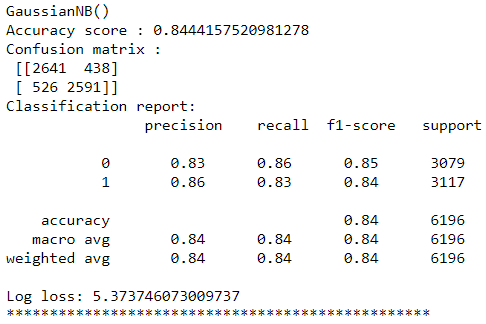 GaussianNB()
Accuracy score : 0.8444157520981278
Confusion matrix :
[[2641 438]
[ 526 2591]]
Classification report:
precision recall f1-score support
0 0.83 0.86 0.85 3079
1 0.86 0.83 0.84 3117
accuracy 0.84 6196
macro avg 0.84 0.84 0.84 6196
weighted avg 0.84 0.84 0.84 6196
Log loss: 5.373746073009737
*************************************************